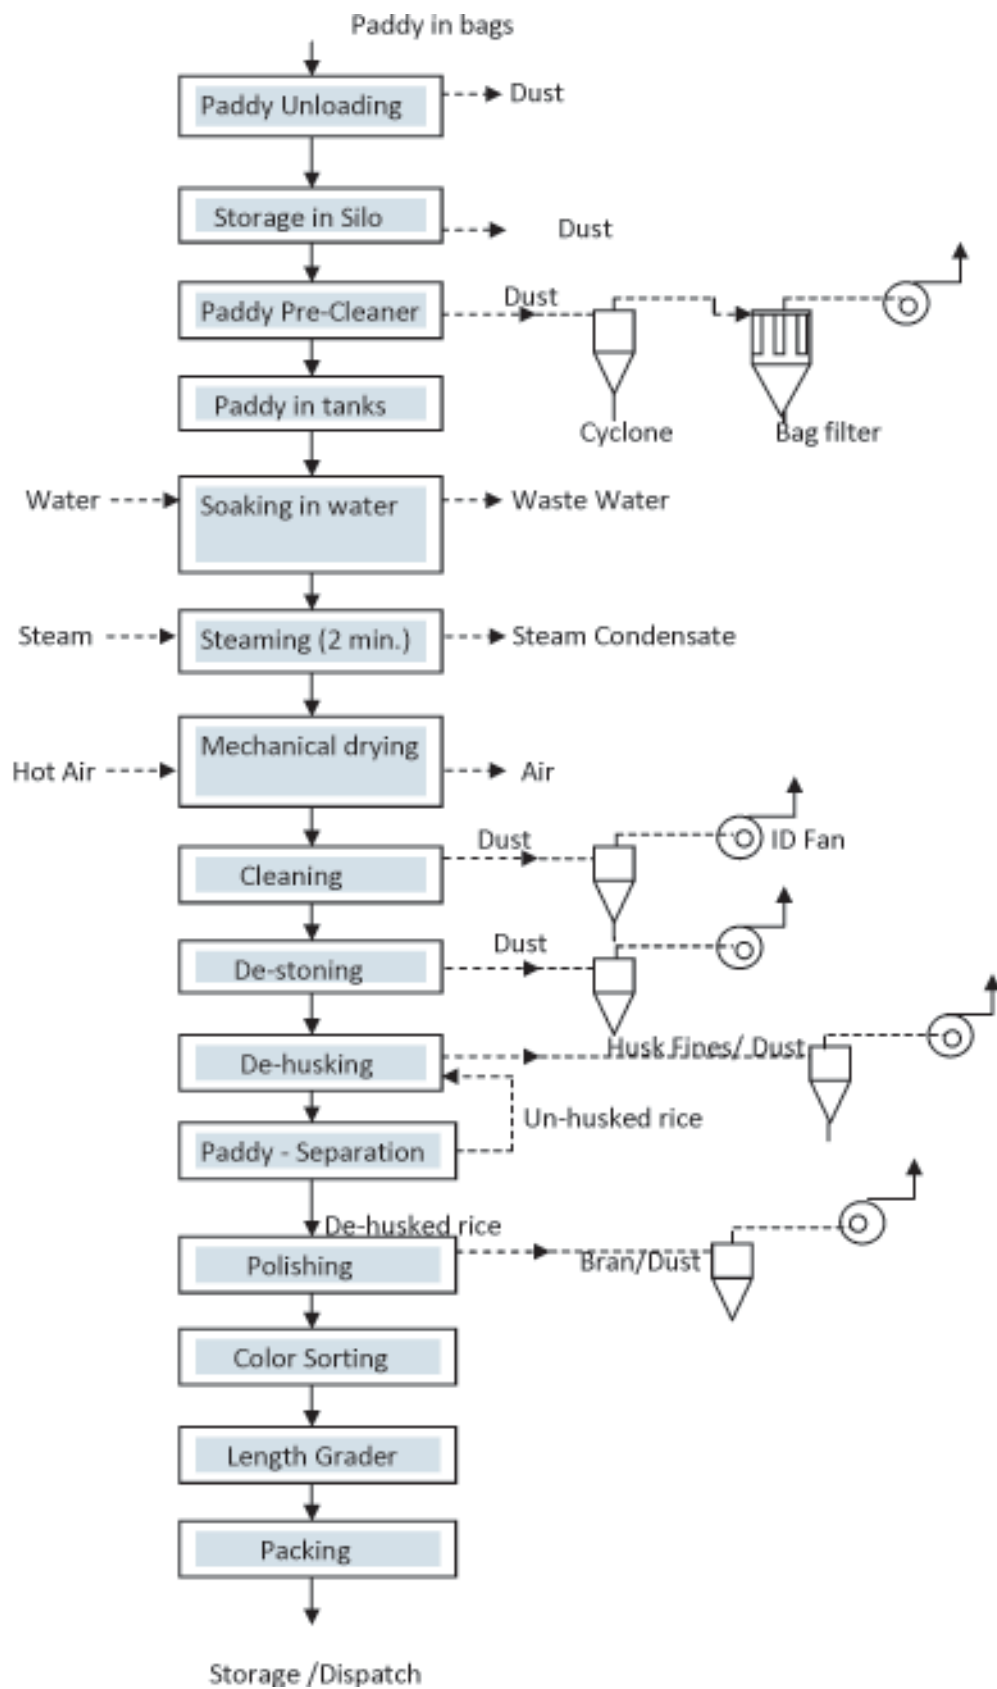 Paddy in bags
Paddy Unloading
Dust
Storage in Silo
Dust
Paddy Pre-Cleaner
Dust
Paddy in tanks
Cyclone
Bag filter
Water
Soaking in water
Waste Water
Steam
Steaming (2 min.)
Steam Condensate
Mechanical drying
Hot Air
Air
Dust
ID Fan
Cleaning
Dust
De-stoning
Husk Fines/ Dust
De-husking
Un-husked rice
Paddy - Separation
De-husked rice
Polishing
Bran/Dust
Color Sorting
Length Grader
Packing
Storage /Dispatch